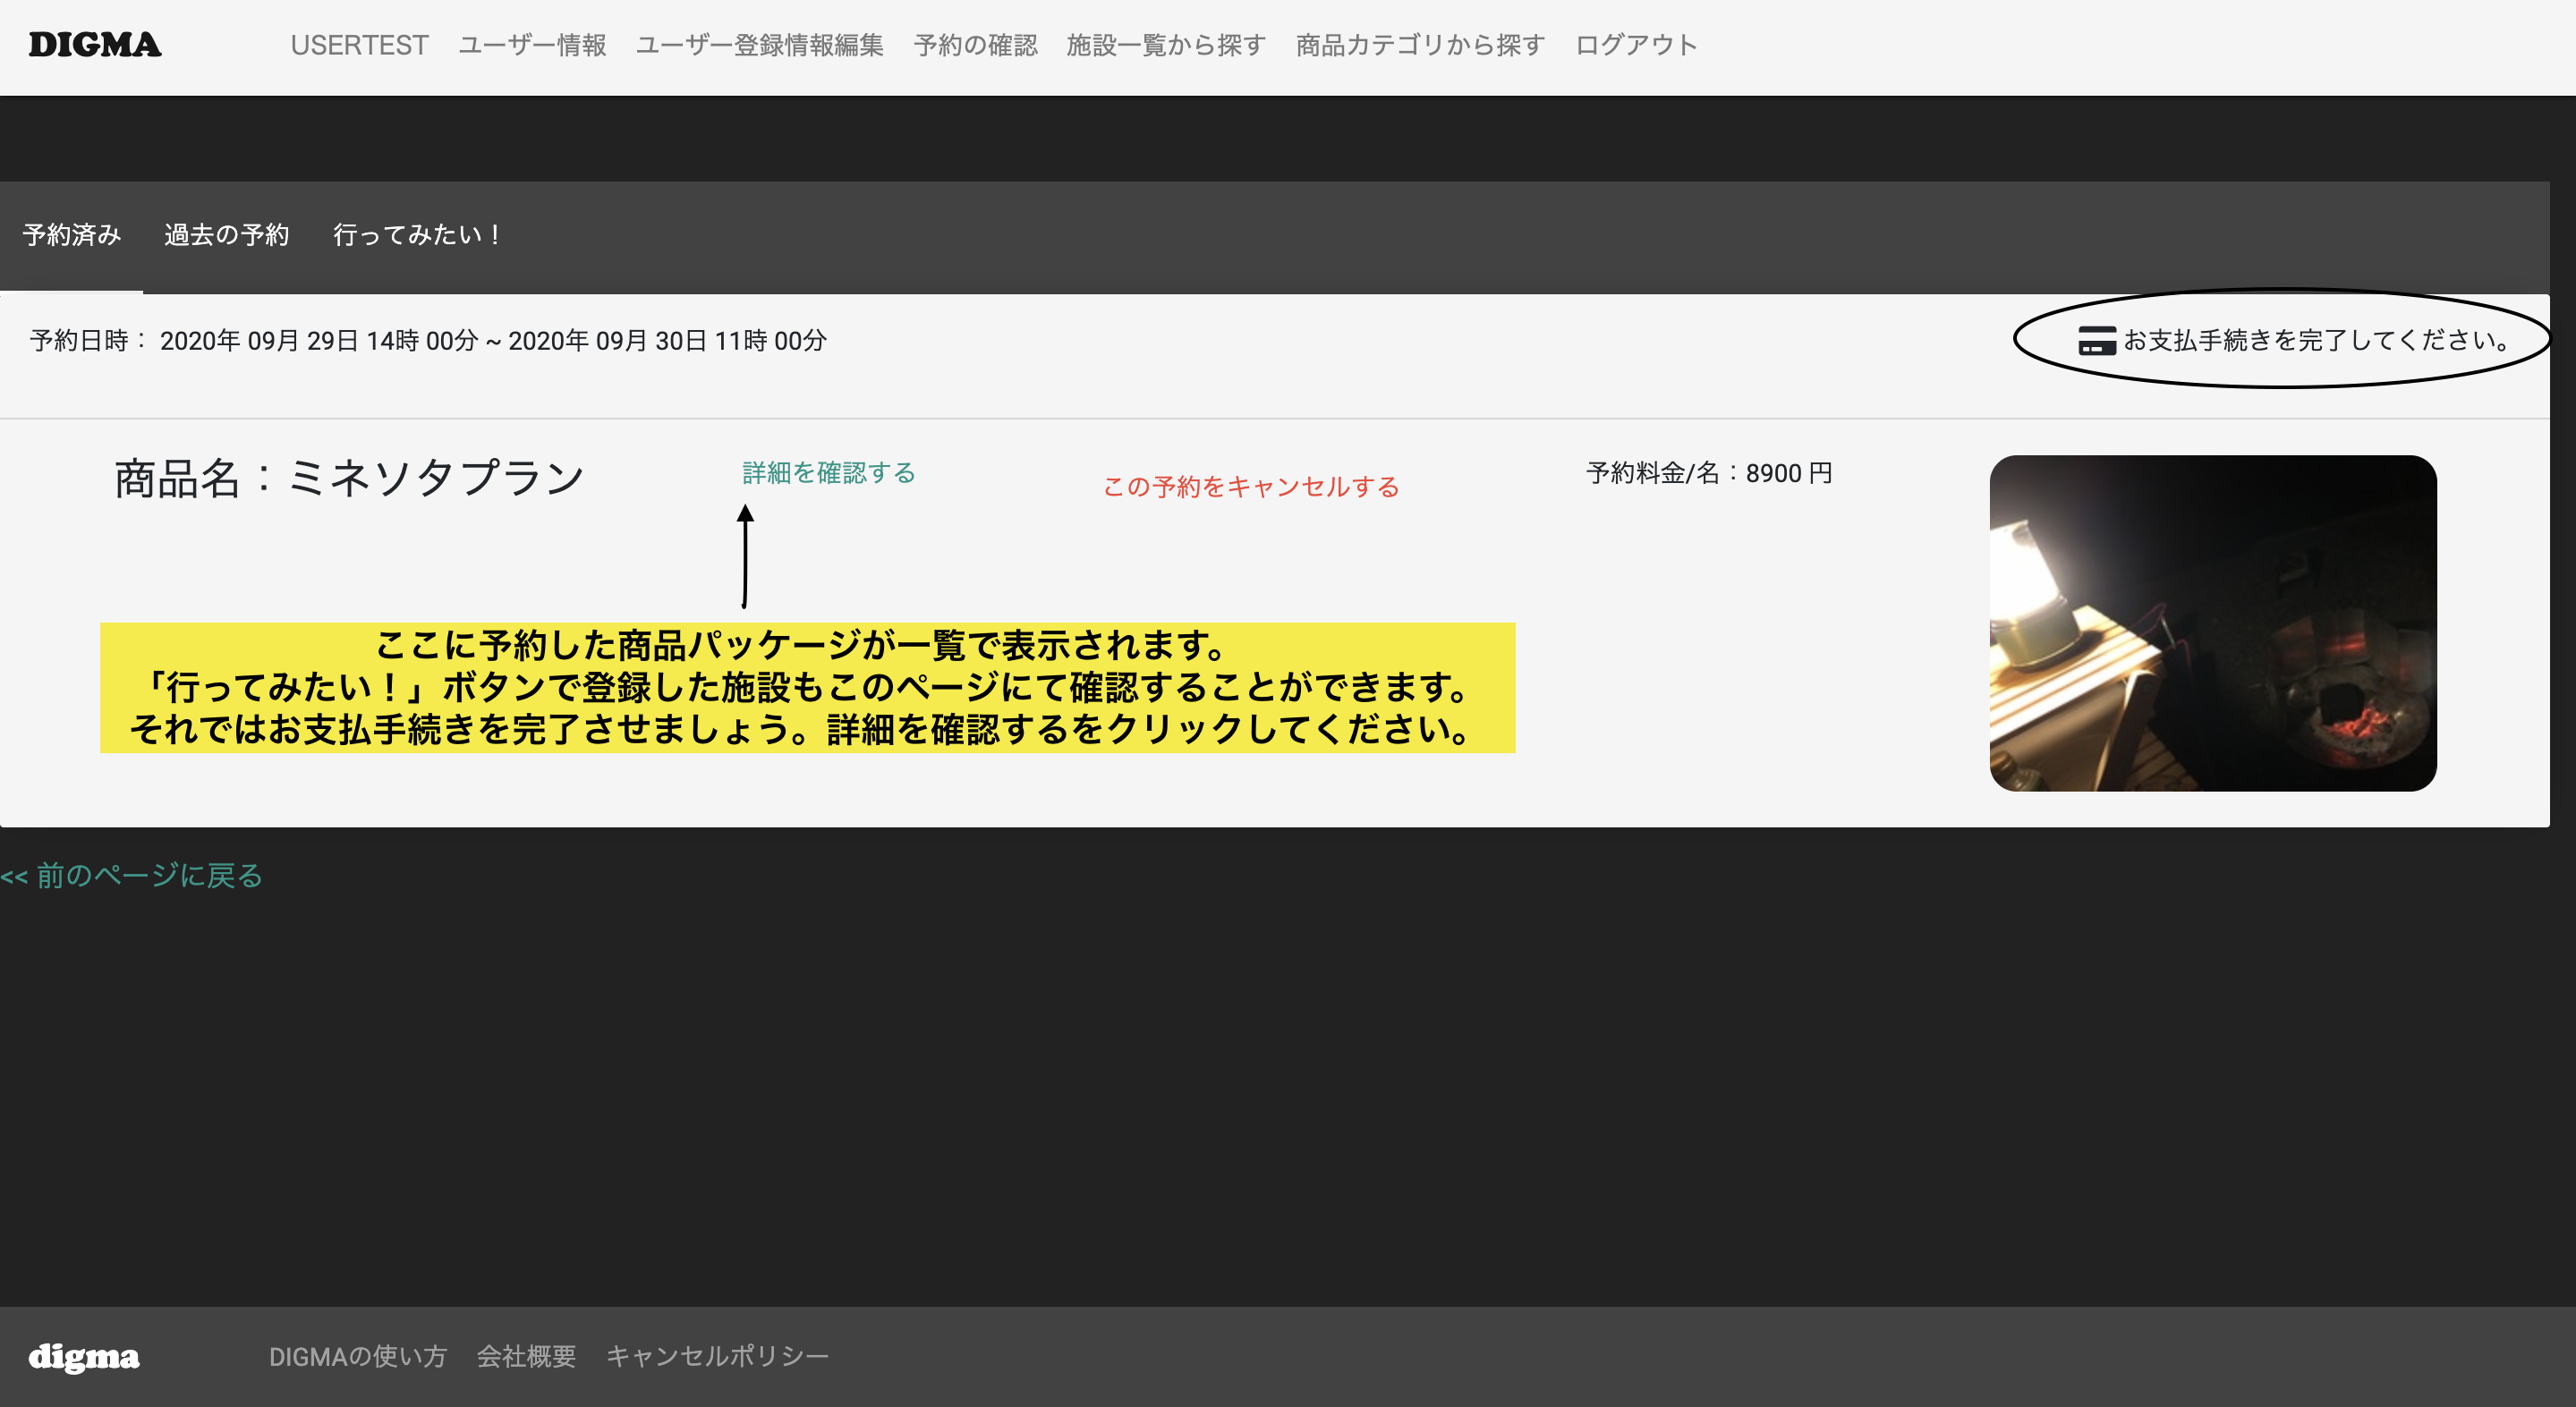 DIGMA
USERTEST ユーザー情報 ユーザー登録情報編集 予約の確認 施設一覧から探す 商品カテゴリから探す ログアウト
予約済み 過去の予約 行ってみたい！
予約日時： 2020年 09月 29日 14時 00分 ~ 2020年 09月 30日 11時 00分
お支払手続きを完了してください。
商品名：ミネソタプラン
詳細を確認する
この予約をキャンセルする
予約料金/名：8900 円
ここに予約した商品パッケージが一覧で表示されます。
「行ってみたい！」ボタンで登録した施設もこのページにて確認することができます。
それではお支払手続きを完了させましょう。詳細を確認するをクリックしてください。
<< 前のページに戻る
digma
DIGMAの使い方 会社概要 キャンセルポリシー